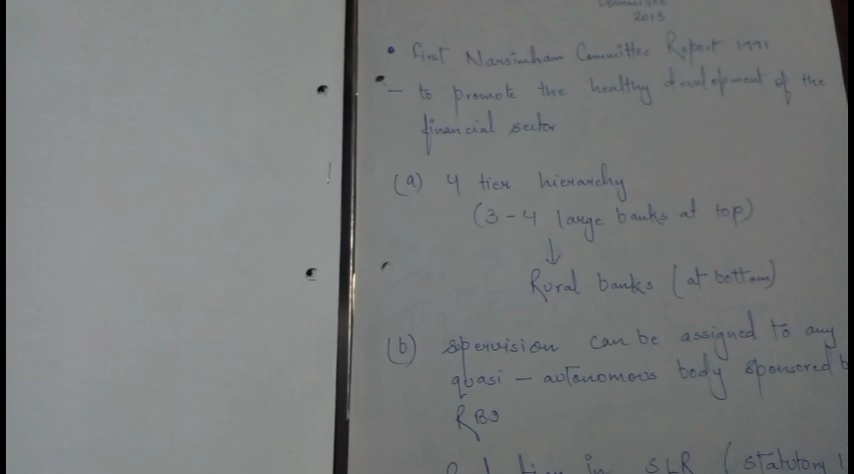 2013
• First Narsimham Committee Report 1991
– to promote the healthy development of the
financial sector
(a) 4 tier hierarchy
(3-4 large banks at top)
↓
Rural banks (at bottom)
(b) spervision can be assigned to any
quasi – autonomous body sponsored b
RBI
in SLR (statutory